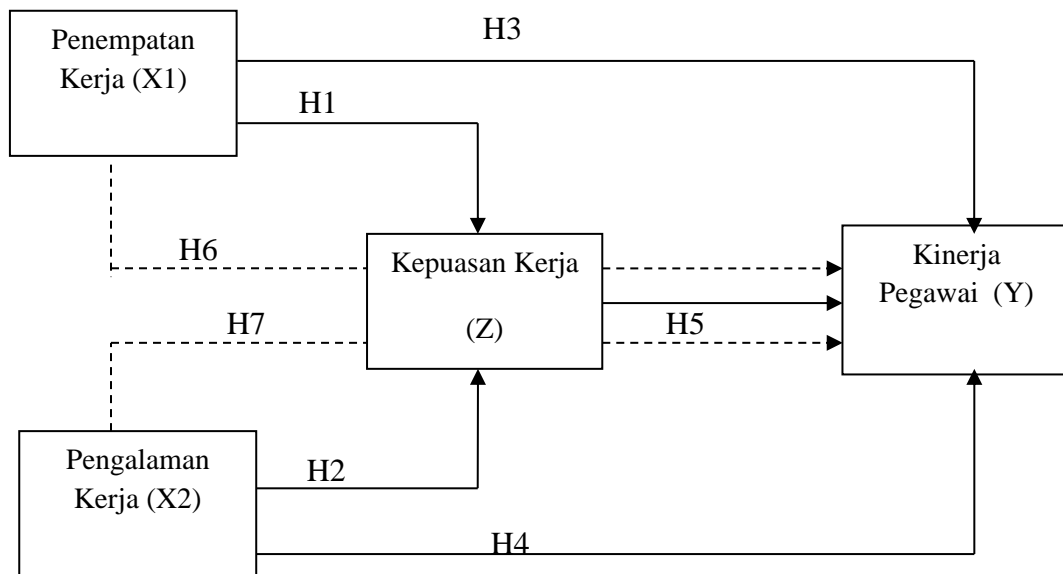 Penempatan
Kerja (X1)
H3
H1
H6
Kepuasan Kerja
(Z)
Kinerja
Pegawai (Y)
H7
H5
Pengalaman
Kerja (X2)
H2
H4